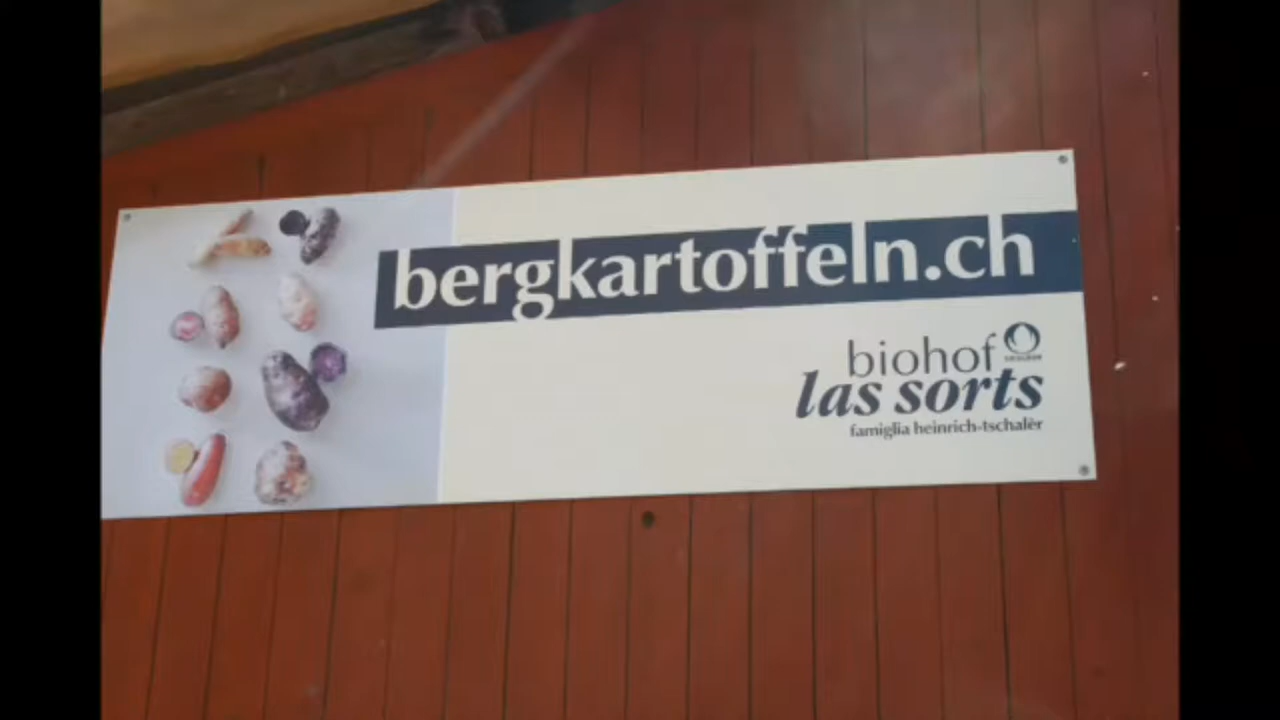 bergkartoffeln.ch
biohof
las sorts
famiglia heinrich-tschalèr